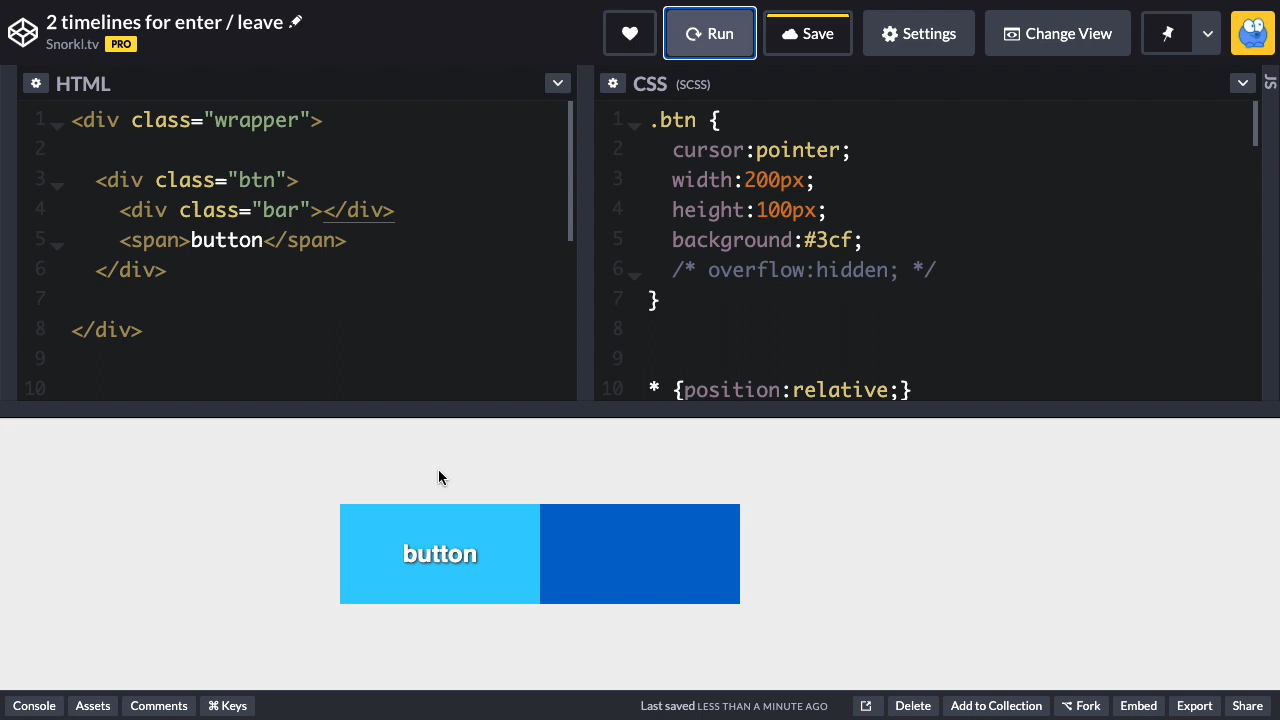 2 timelines for enter / leave
Snorkl.tv PRO
Run
Save
Settings
Change View
HTML
CSS (SCSS)
JS
1 <div class="wrapper">
2
3 <div class="btn">
4 <div class="bar"></div>
5 <span>button</span>
6 </div>
7
8 </div>
9
10
1 .btn {
2 cursor:pointer;
3 width:200px;
4 height:100px;
5 background:#3cf;
6 /* overflow:hidden; */
7 }
8
9
10 * {position:relative;}
button
Console Assets Comments ⌘ Keys
Last saved LESS THAN A MINUTE AGO
Delete Add to Collection ⌥ Fork Embed Export Share